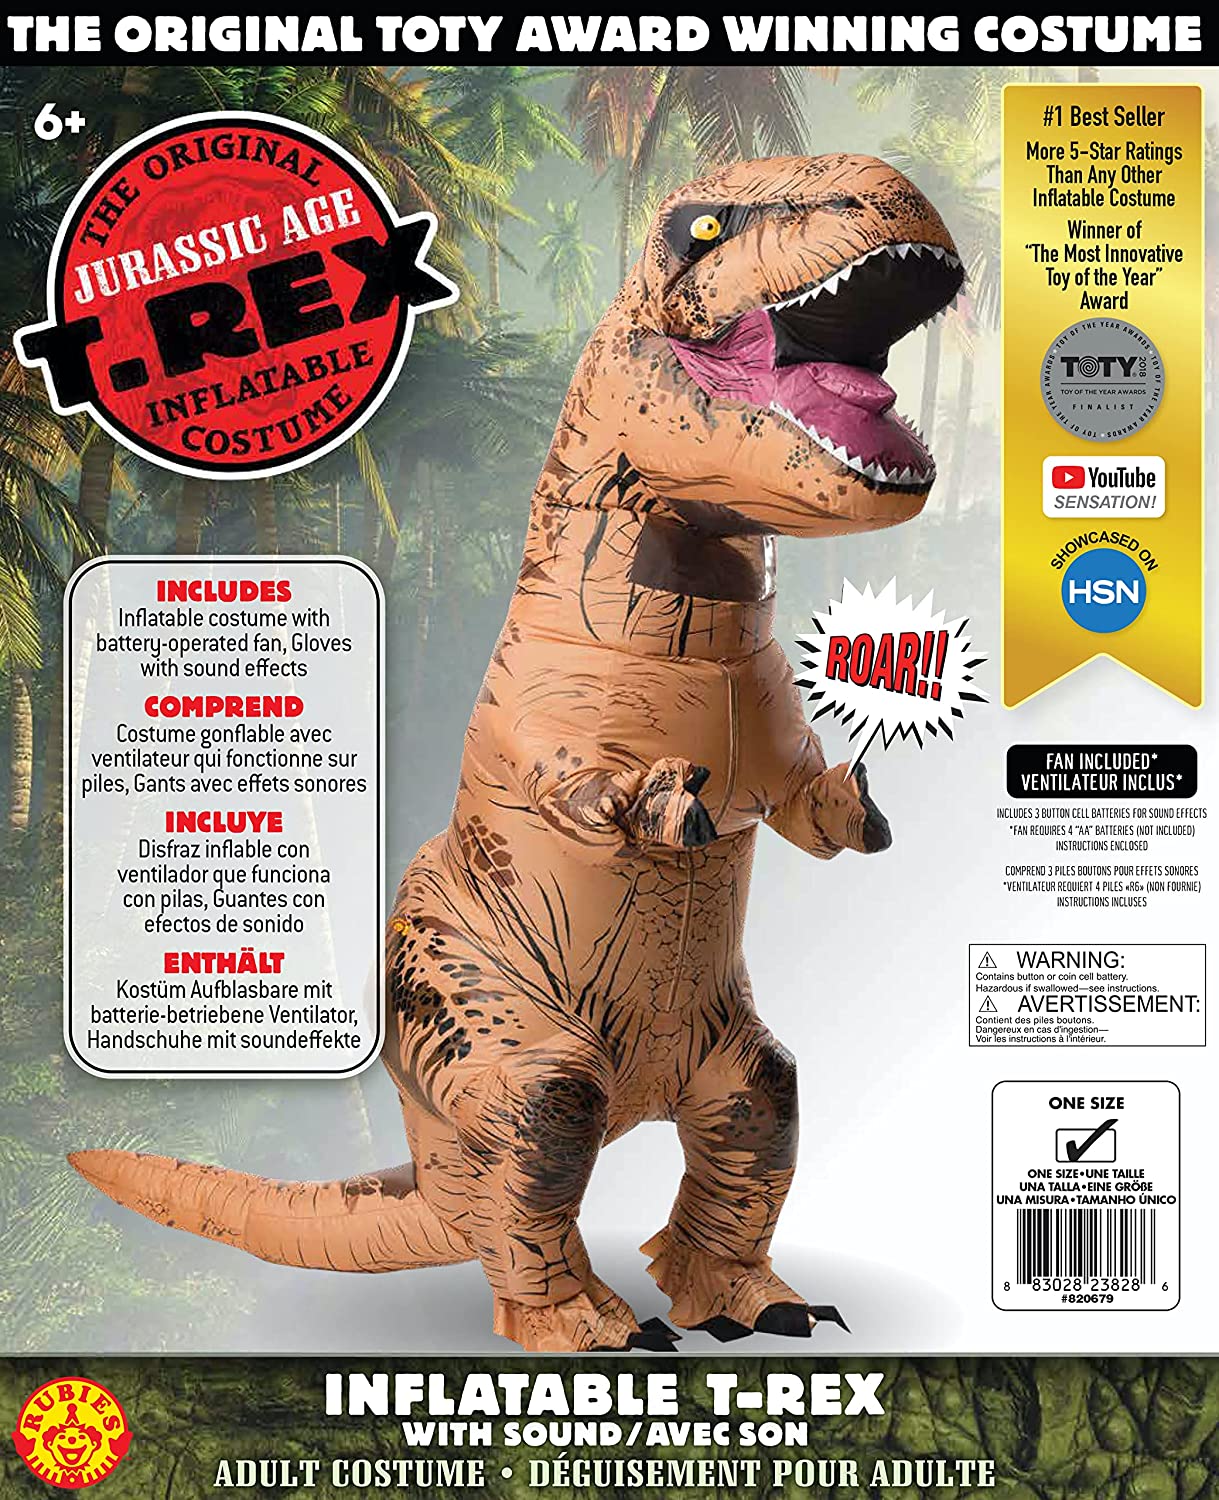 THE ORIGINAL TOTY AWARD WINNING COSTUME
6+
THE ORIGINAL
JURASSIC AGE
T.REX
INFLATABLE
COSTUME
INCLUDES
Inflatable costume with
battery-operated fan, Gloves
with sound effects
COMPREND
Costume gonflable avec
ventilateur qui fonctionne sur
piles, Gants avec effets sonores
INCLUYE
Disfraz inflable con
ventilador que funciona
con pilas, Guantes con
efectos de sonido
ENTHÄLT
Kostüm Aufblasbare mit
batterie-betriebene Ventilator,
Handschuhe mit soundeffekte
ROAR!!
#1 Best Seller
More 5-Star Ratings
Than Any Other
Inflatable Costume
Winner of
"The Most Innovative
Toy of the Year"
Award
TOY OF THE YEAR AWARDS
TOTY 2018
TOY OF THE YEAR AWARDS
FINALIST
YouTube
SENSATION!
SHOWCASED ON
HSN
FAN INCLUDED*
VENTILATEUR INCLUS*
INCLUDES 3 BUTTON CELL BATTERIES FOR SOUND EFFECTS
*FAN REQUIRES 4 "AA" BATTERIES (NOT INCLUDED)
INSTRUCTIONS ENCLOSED
COMPREND 3 PILES BOUTONS POUR EFFETS SONORES
*VENTILATEUR REQUIERT 4 PILES «R6» (NON FOURNIE)
INSTRUCTIONS INCLUSES
WARNING:
Contains button or coin cell battery.
Hazardous if swallowed—see instructions.
AVERTISSEMENT:
Contient des piles boutons.
Dangereux en cas d'ingestion—
Voir les instructions à l'intérieur.
ONE SIZE
ONE SIZE•UNE TAILLE
UNA TALLA•EINE GRÖBE
UNA MISURA•TAMANHO ÚNICO
8 83028 23828 6
#820679
RUBIES
INFLATABLE T-REX
WITH SOUND/AVEC SON
ADULT COSTUME • DÉGUISEMENT POUR ADULTE